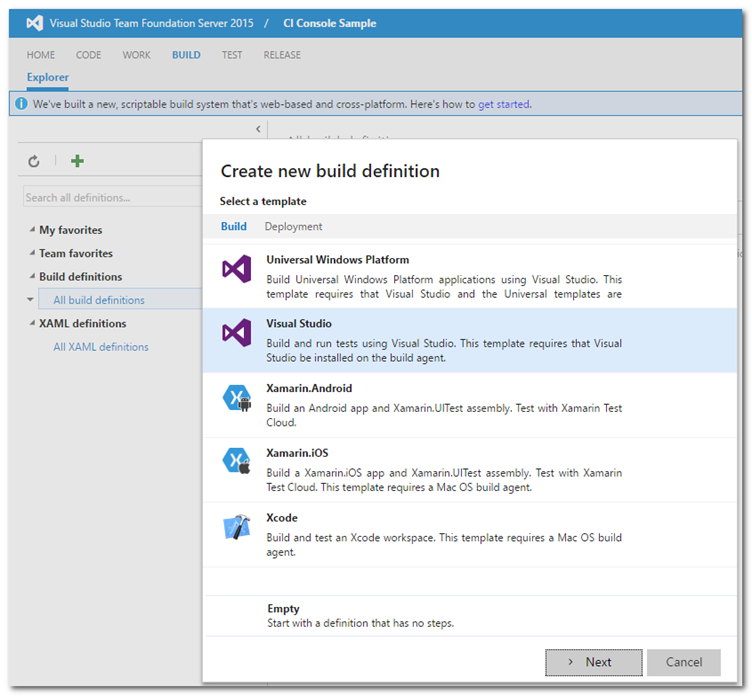 Visual Studio Team Foundation Server 2015 / CI Console Sample
HOME CODE WORK BUILD TEST RELEASE
Explorer
We've built a new, scriptable build system that's web-based and cross-platform. Here's how to get started.
Search all definitions...
My favorites
Team favorites
Build definitions
All build definitions
XAML definitions
All XAML definitions
Create new build definition
Select a template
Build Deployment
Universal Windows Platform
Build Universal Windows Platform applications using Visual Studio. This
template requires that Visual Studio and the Universal templates are
Visual Studio
Build and run tests using Visual Studio. This template requires that Visual
Studio be installed on the build agent.
Xamarin.Android
Build an Android app and Xamarin.UITest assembly. Test with Xamarin Test
Cloud.
Xamarin.iOS
Build a Xamarin.iOS app and Xamarin.UITest assembly. Test with Xamarin
Test Cloud. This template requires a Mac OS build agent.
Xcode
Build and test an Xcode workspace. This template requires a Mac OS build
agent.
Empty
Start with a definition that has no steps.
Next Cancel